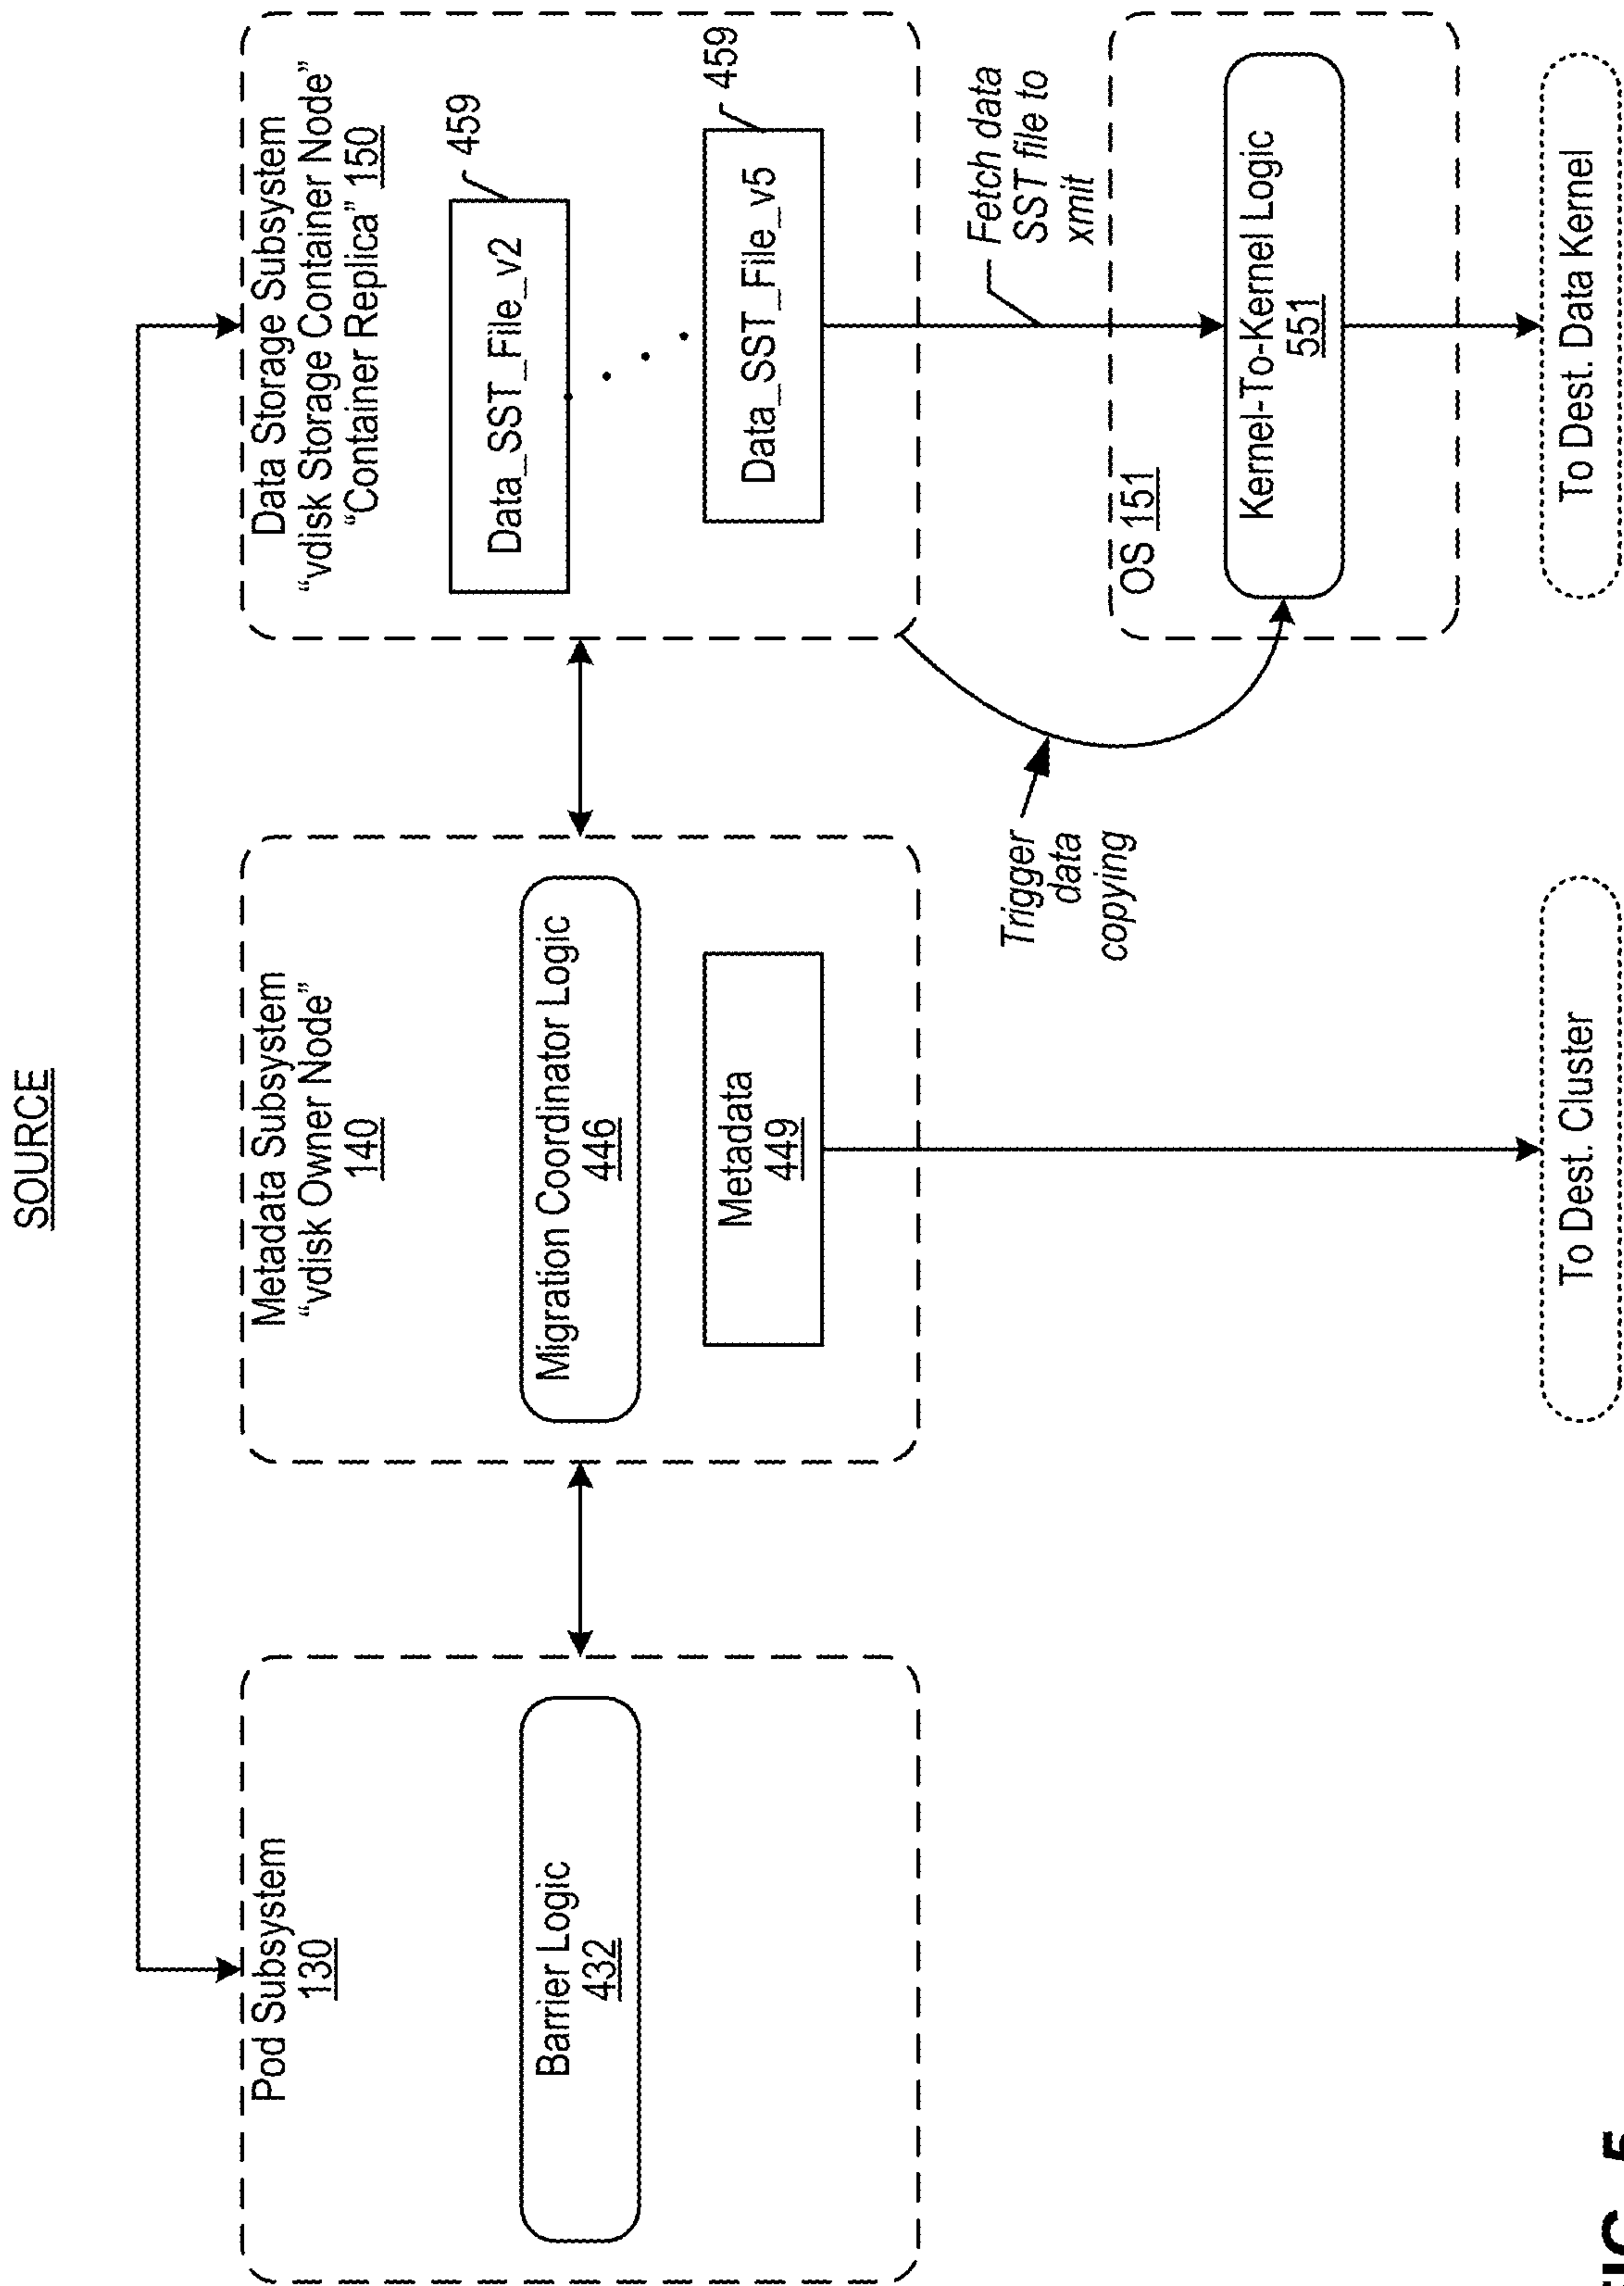 SOURCE
Pod Subsystem
130
Barrier Logic
432
Metadata Subsystem
“vdisk Owner Node”
140
Migration Coordinator Logic
446
Metadata
449
Data Storage Subsystem
“vdisk Storage Container Node”
“Container Replica” 150
Data_SST_File_v2
459
Data_SST_File_v5
459
Trigger
data
copying
Fetch data
SST file to
xmit
OS 151
Kernel-To-Kernel Logic
551
To Dest. Cluster
To Dest. Data Kernel